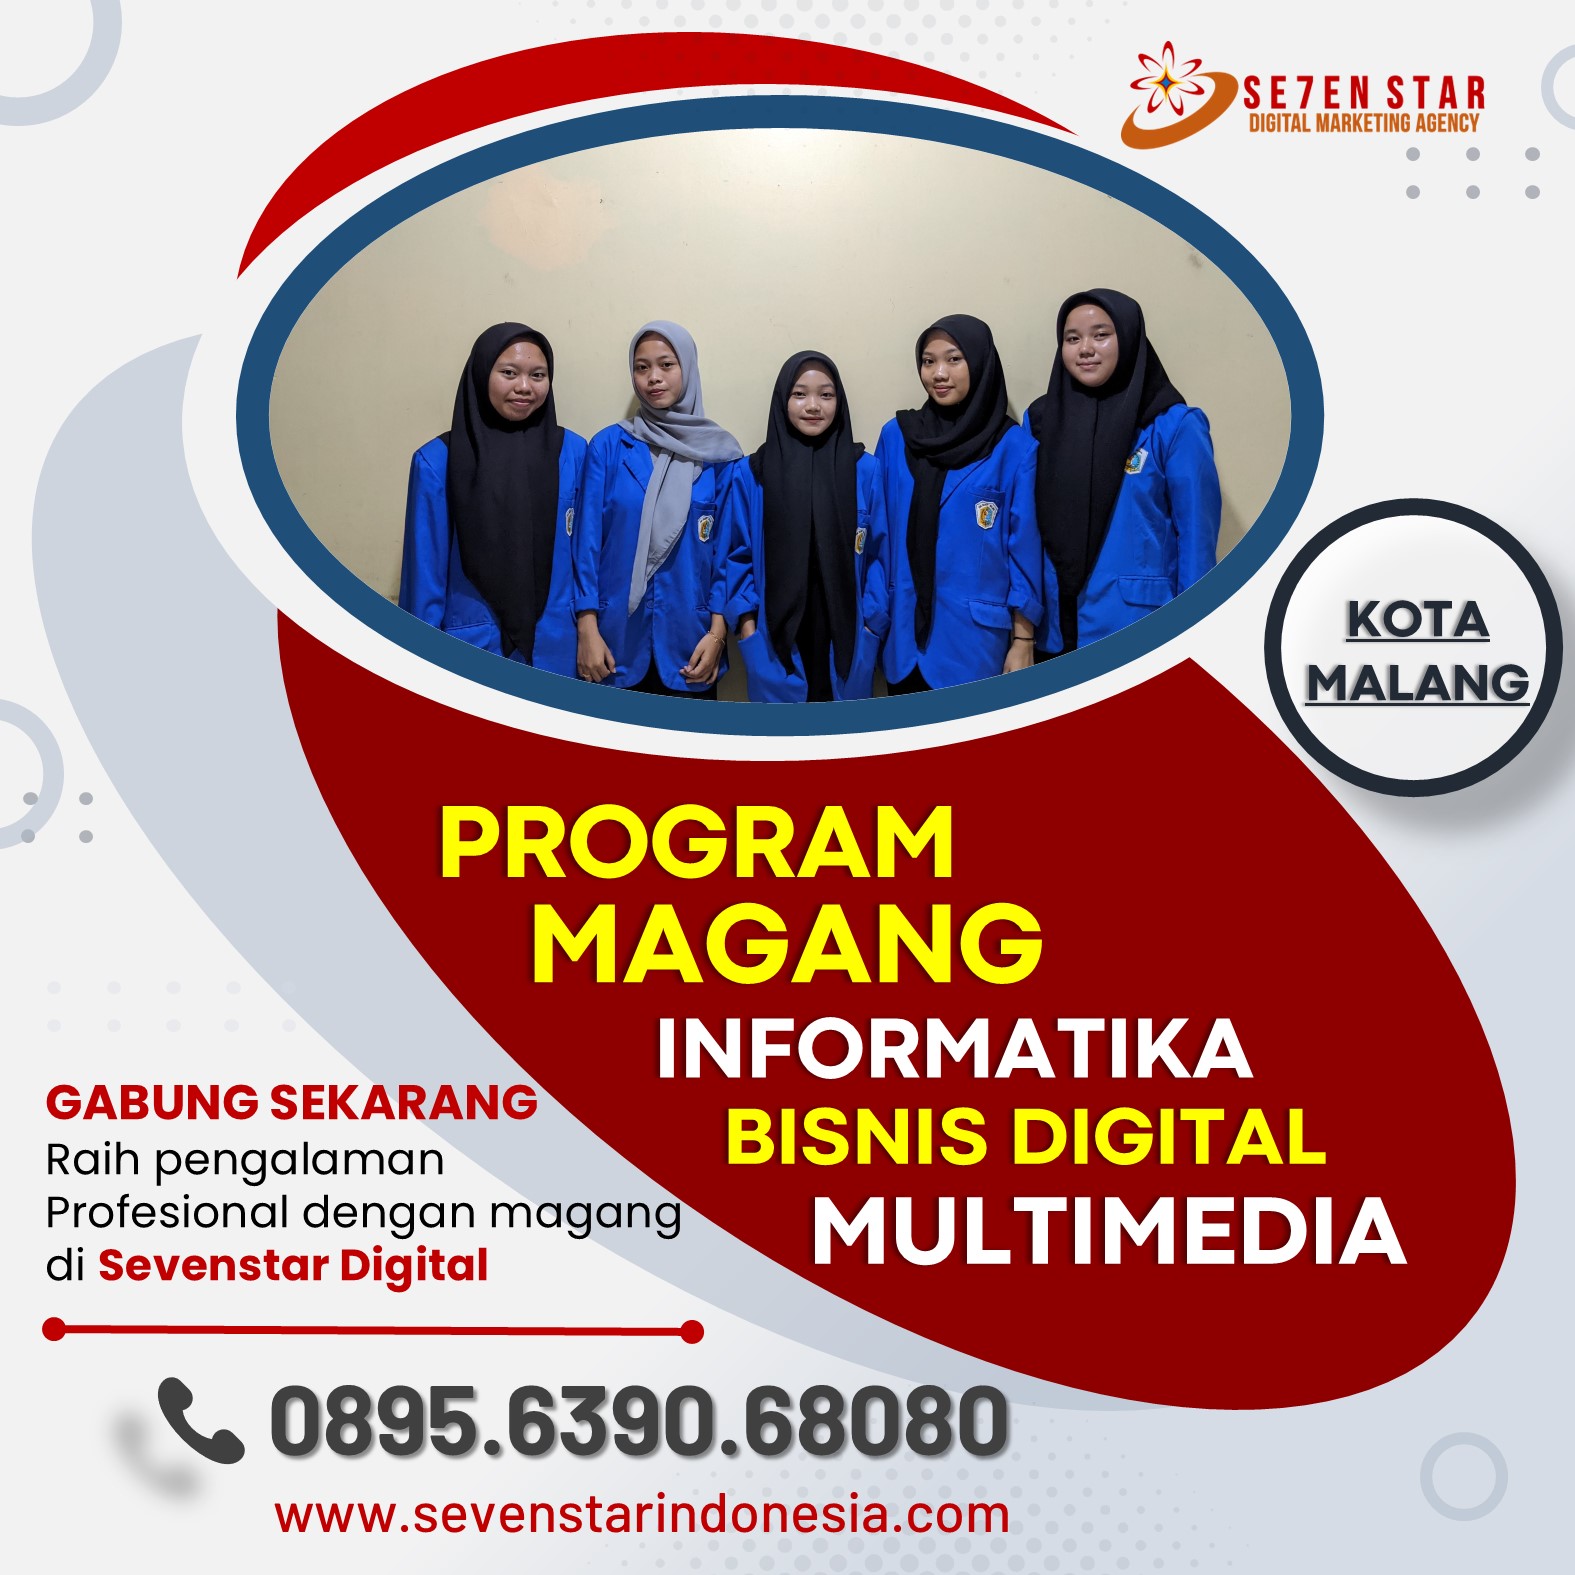 SE7EN STAR
DIGITAL MARKETING AGENCY
KOTA
MALANG
PROGRAM
MAGANG
INFORMATIKA
BISNIS DIGITAL
MULTIMEDIA
GABUNG SEKARANG
Raih pengalaman
Profesional dengan magang
di Sevenstar Digital
0895.6390.68080
www.sevenstarindonesia.com